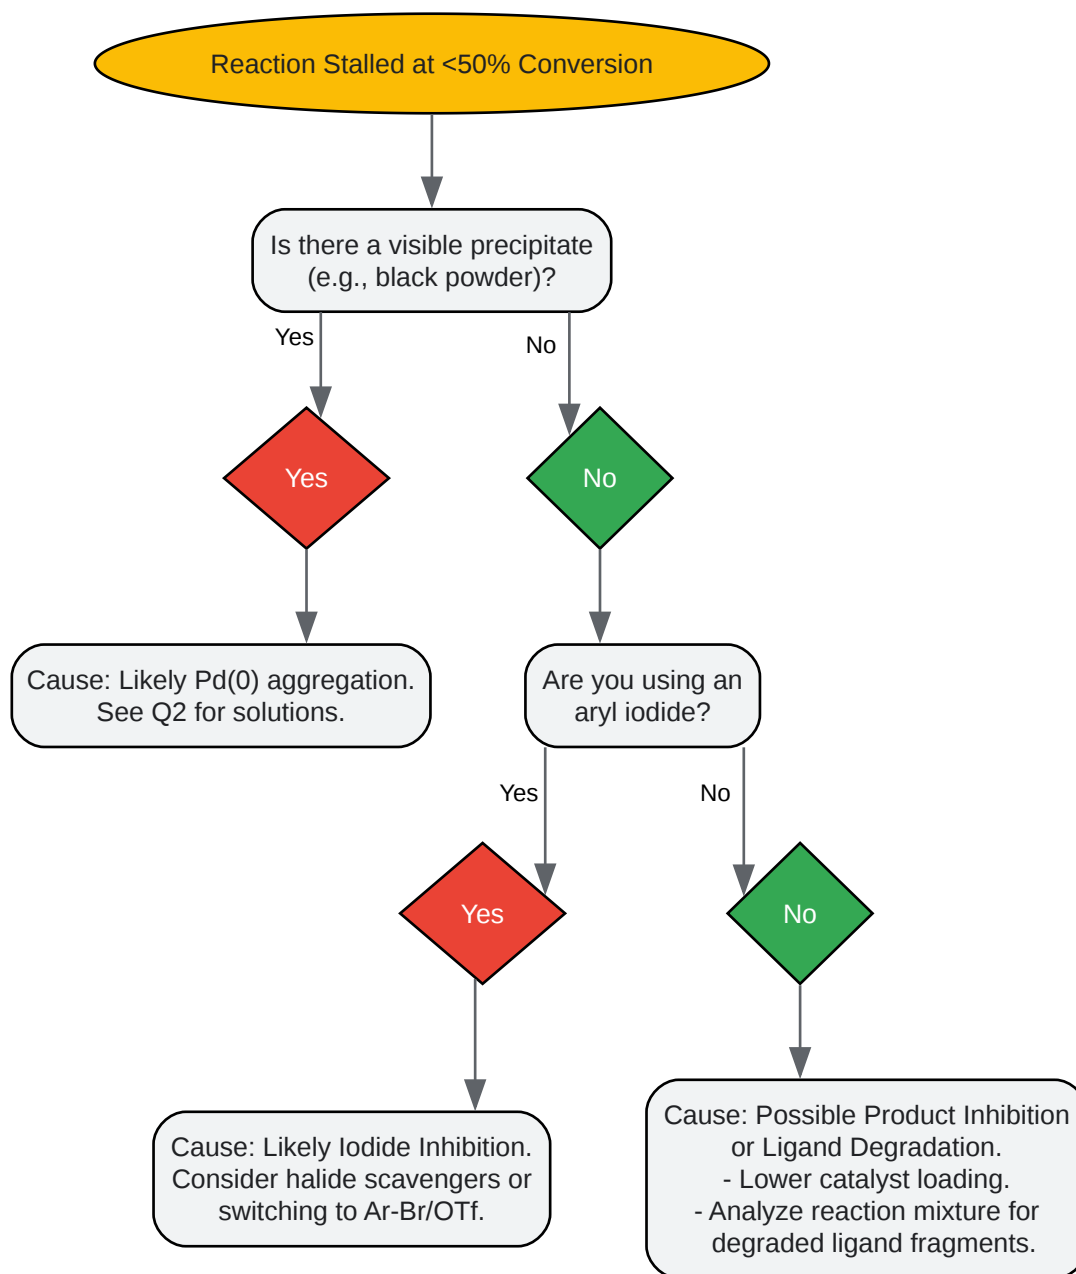 Reaction Stalled at <50% Conversion
Is there a visible precipitate
(e.g., black powder)?
Yes
No
Yes
No
Cause: Likely Pd(0) aggregation.
See Q2 for solutions.
Are you using an
aryl iodide?
Yes
No
Yes
No
Cause: Likely Iodide Inhibition.
Consider halide scavengers or
switching to Ar-Br/OTf.
Cause: Possible Product Inhibition
or Ligand Degradation.
- Lower catalyst loading.
- Analyze reaction mixture for
degraded ligand fragments.